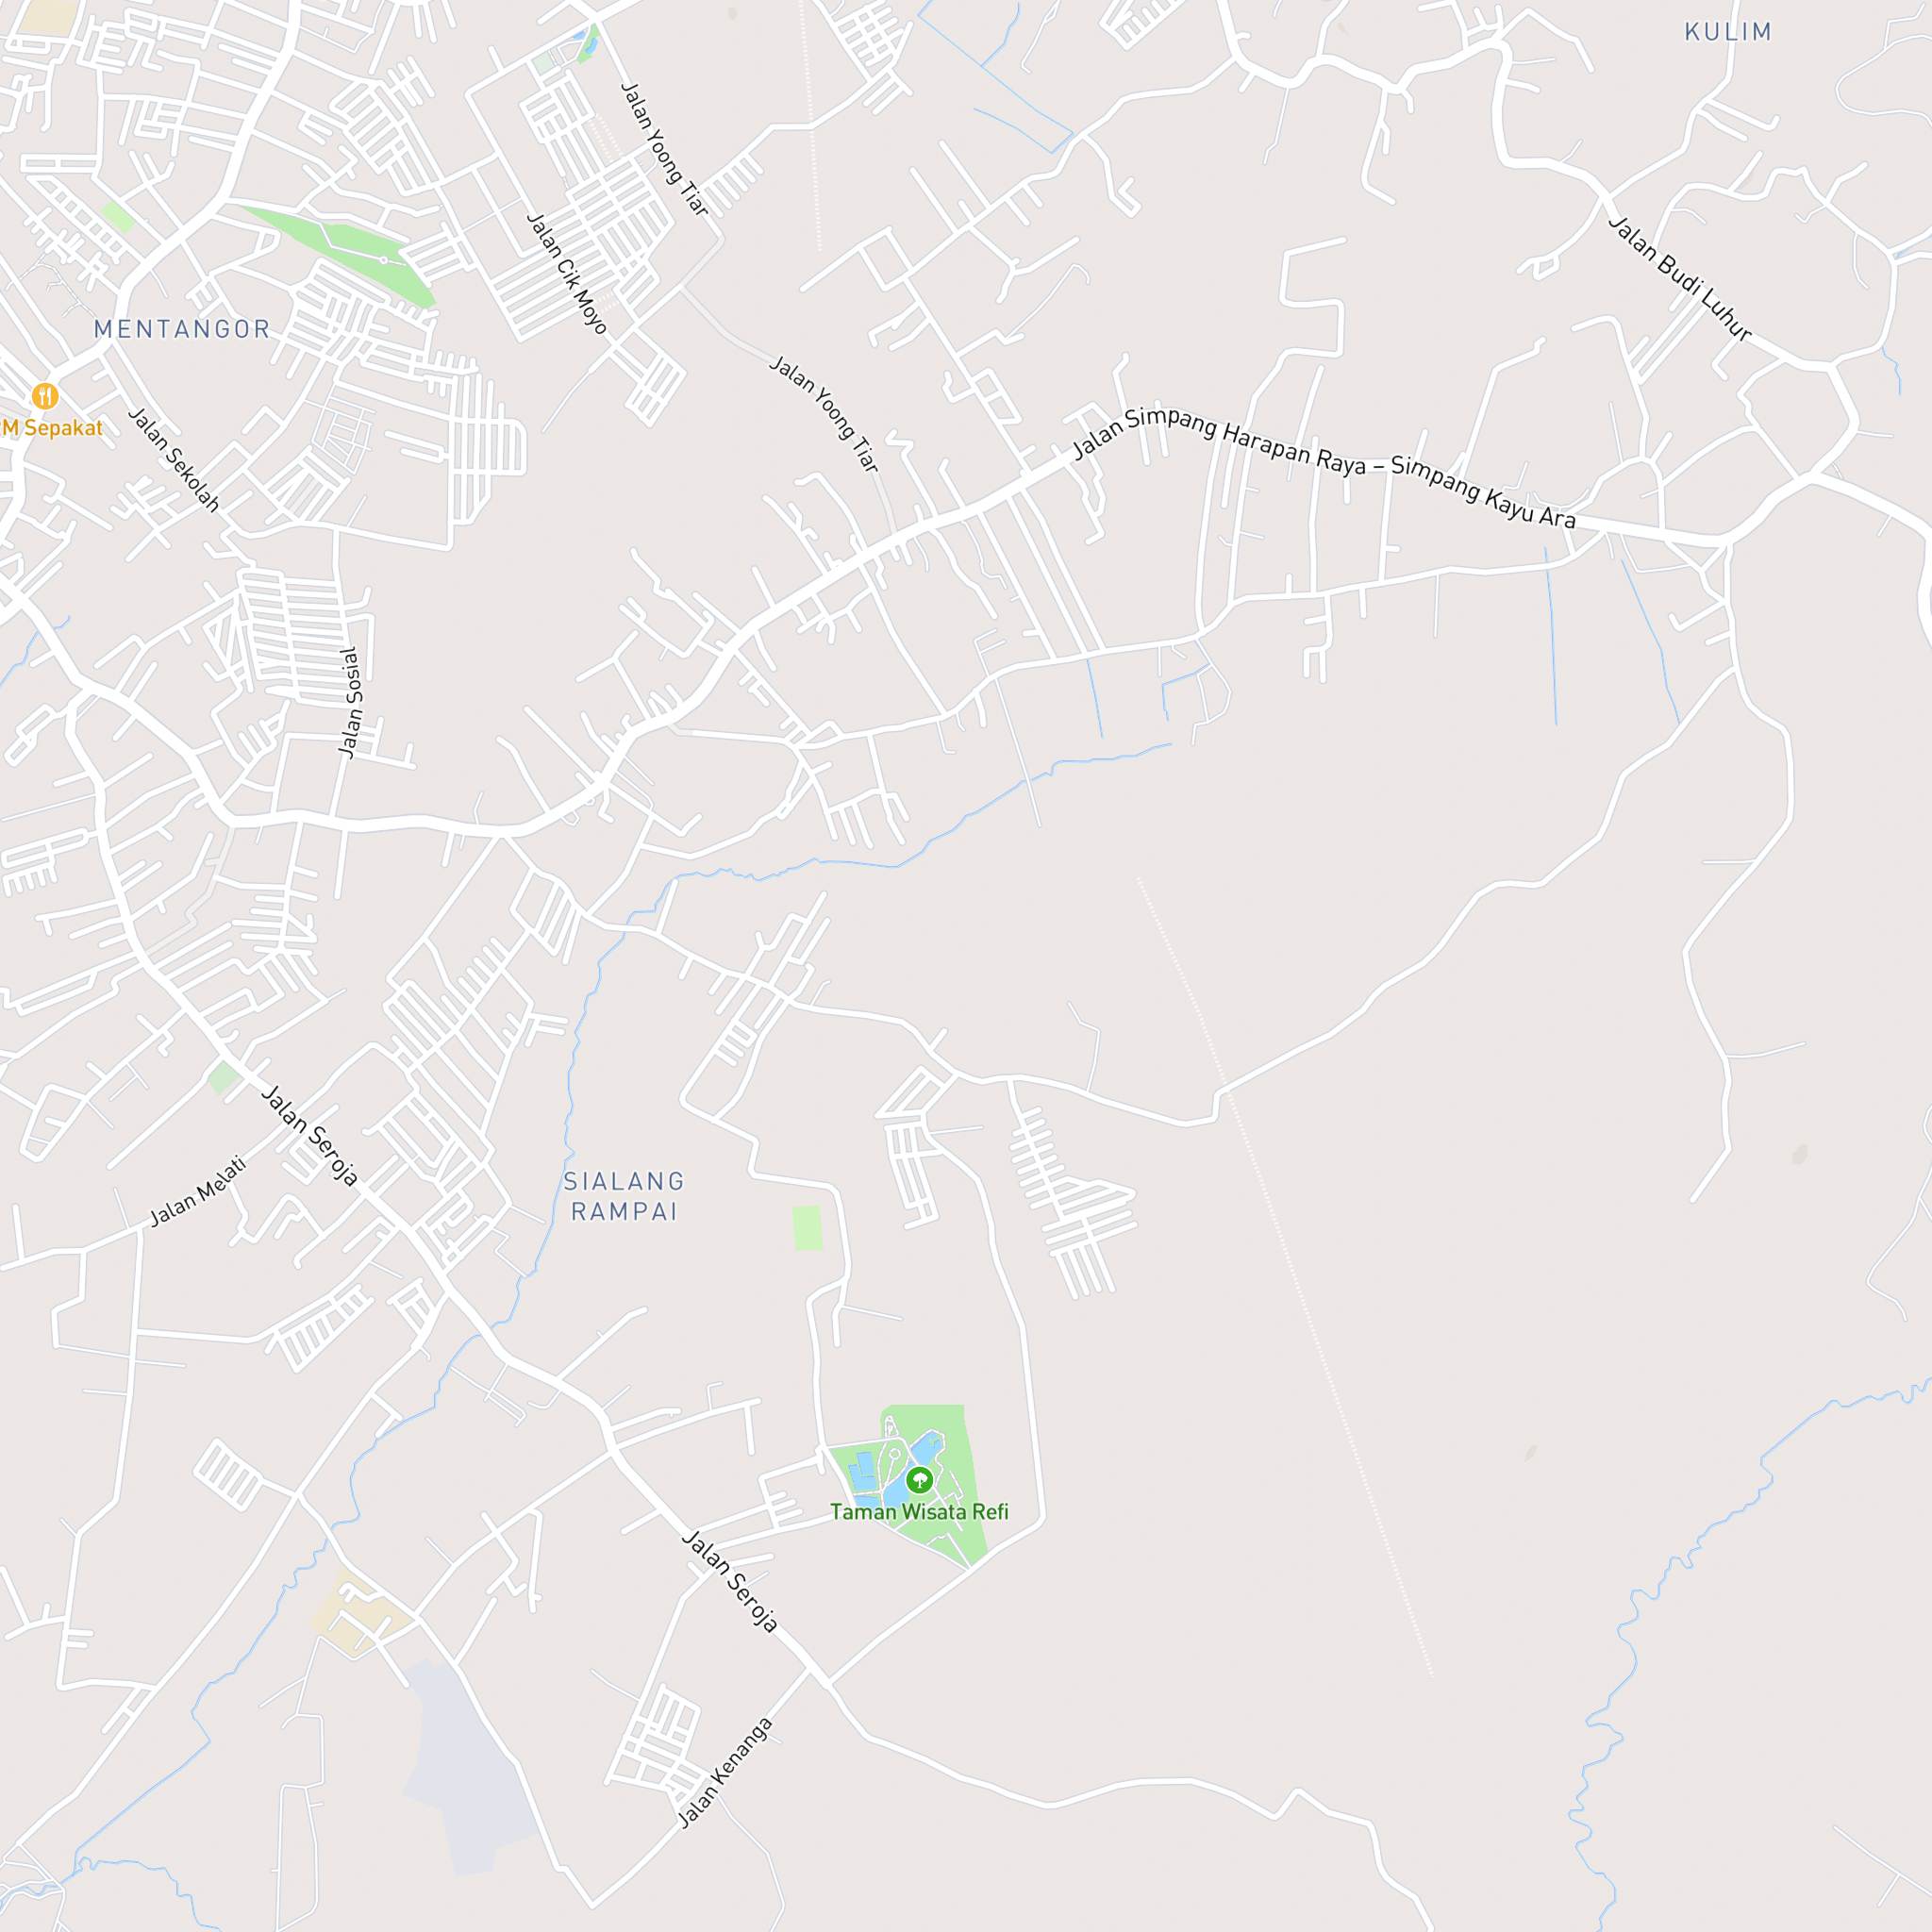 KULIM
Jalan Yoong Tiar
Jalan Cik Moyo
Jalan Budi Luhur
MENTANGOR
Jalan Yoong Tiar
M Sepakat
Jalan Sekolah
Jalan Simpang Harapan Raya – Simpang Kayu Ara
Jalan Sosial
Jalan Seroja
Jalan Melati
SIALANG
RAMPAI
Taman Wisata Refi
Jalan Seroja
Jalan Kenanga